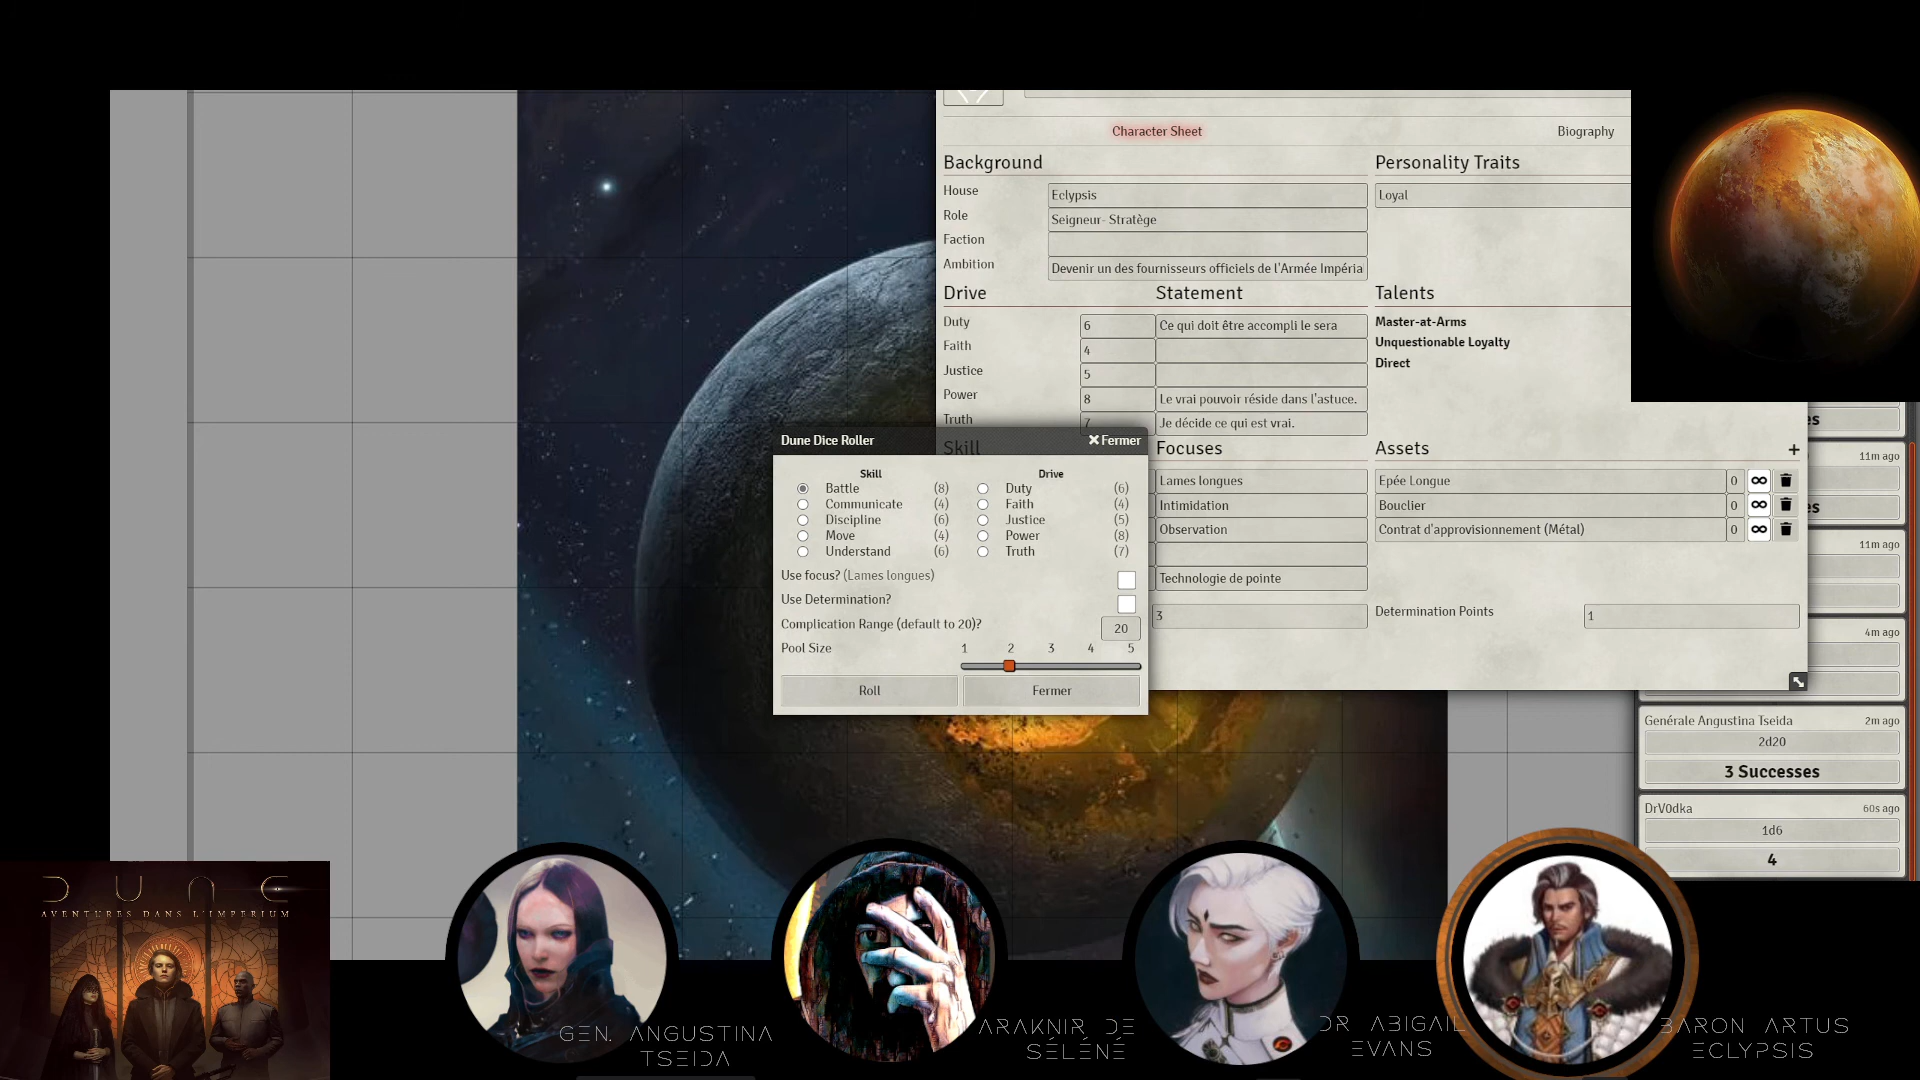 Character Sheet
Biography
Background
Personality Traits
House
Eclypsis
Loyal
Role
Seigneur- Stratège
Faction
Ambition
Devenir un des fournisseurs officiels de l'Armée Impéria
Drive
Statement
Talents
Duty
6
Ce qui doit être accompli le sera
Master-at-Arms
Faith
4
Unquestionable Loyalty
Justice
5
Direct
Power
8
Le vrai pouvoir réside dans l'astuce.
Truth
7
Je décide ce qui est vrai.
Skill
Focuses
Assets
+
Lames longues
Epée Longue
0
Intimidation
Bouclier
0
Observation
Contrat d'approvisionnement (Métal)
0
Technologie de pointe
3
Determination Points
1
Dune Dice Roller
Fermer
Skill
Drive
Battle
(8)
Duty
(6)
Communicate
(4)
Faith
(4)
Discipline
(6)
Justice
(5)
Move
(4)
Power
(8)
Understand
(6)
Truth
(7)
Use focus? (Lames longues)
Use Determination?
Complication Range (default to 20)?
20
Pool Size
1 2 3 4 5
Roll
Fermer
es
11m ago
es
11m ago
4m ago
Genérale Angustina Tseida
2m ago
2d20
3 Successes
DrV0dka
60s ago
1d6
4
DUNE
AVENTURES DANS L'IMPERIUM
GEN. ANGUSTINA
TSEIDA
ARAKNIR DE
SÉLÉNÉ
DR ABIGAIL
EVANS
BARON ARTUS
ECLYPSIS